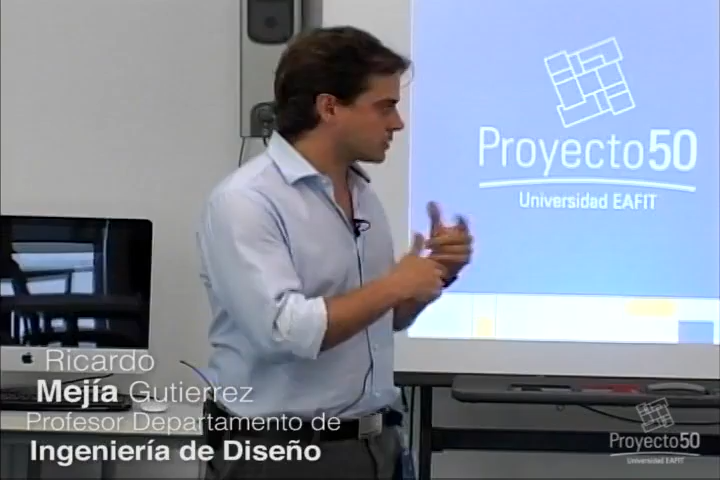 Proyecto50
Universidad EAFIT
Ricardo
Mejía Gutierrez
Profesor Departamento de
Ingeniería de Diseño
Proyecto50
Universidad EAFIT